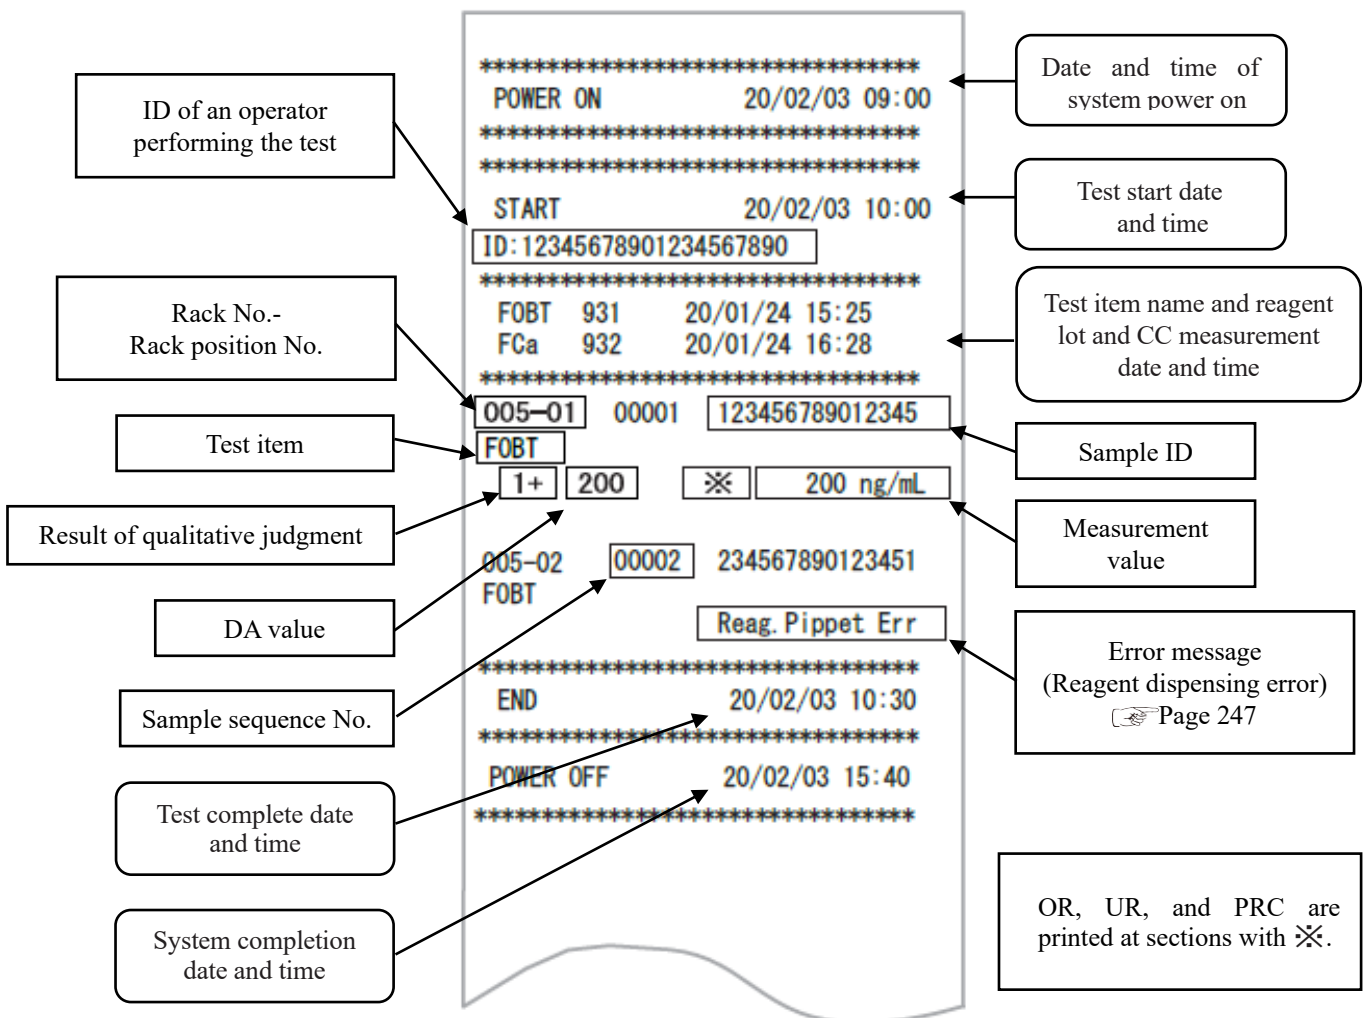 Date and time of
system power on
*********************************
POWER ON 20/02/03 09:00
*********************************
ID of an operator
performing the test
*********************************
START 20/02/03 10:00
Test start date
and time
ID:12345678901234567890
*********************************
Rack No.-
Rack position No.
FOBT 931 20/01/24 15:25
FCa 932 20/01/24 16:28
Test item name and reagent
lot and CC measurement
date and time
*********************************
005-01 00001 123456789012345
Test item
FOBT
Sample ID
1+ 200 ※ 200 ng/mL
Result of qualitative judgment
Measurement
value
005-02 00002 234567890123451
FOBT
DA value
Reag.Pippet Err
Error message
(Reagent dispensing error)
☞Page 247
*********************************
END 20/02/03 10:30
Sample sequence No.
*********************************
POWER OFF 20/02/03 15:40
*********************************
Test complete date
and time
System completion
date and time
OR, UR, and PRC are
printed at sections with ※.